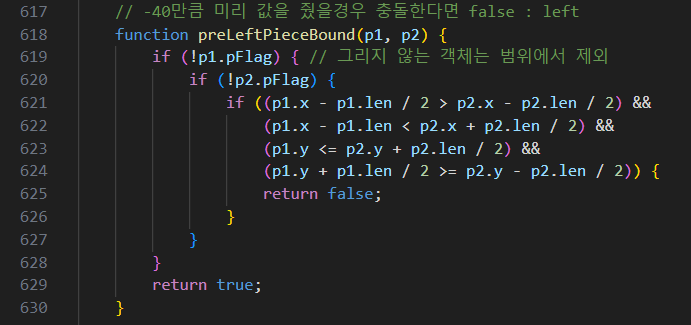 617 // -40만큼 미리 값을 줬을경우 충돌한다면 false : left
618 function preLeftPieceBound(p1, p2) {
619 if (!p1.pFlag) { // 그리지 않는 객체는 범위에서 제외
620 if (!p2.pFlag) {
621 if ((p1.x - p1.len / 2 > p2.x - p2.len / 2) &&
622 (p1.x - p1.len < p2.x + p2.len / 2) &&
623 (p1.y <= p2.y + p2.len / 2) &&
624 (p1.y + p1.len / 2 >= p2.y - p2.len / 2)) {
625 return false;
626 }
627 }
628 }
629 return true;
630 }